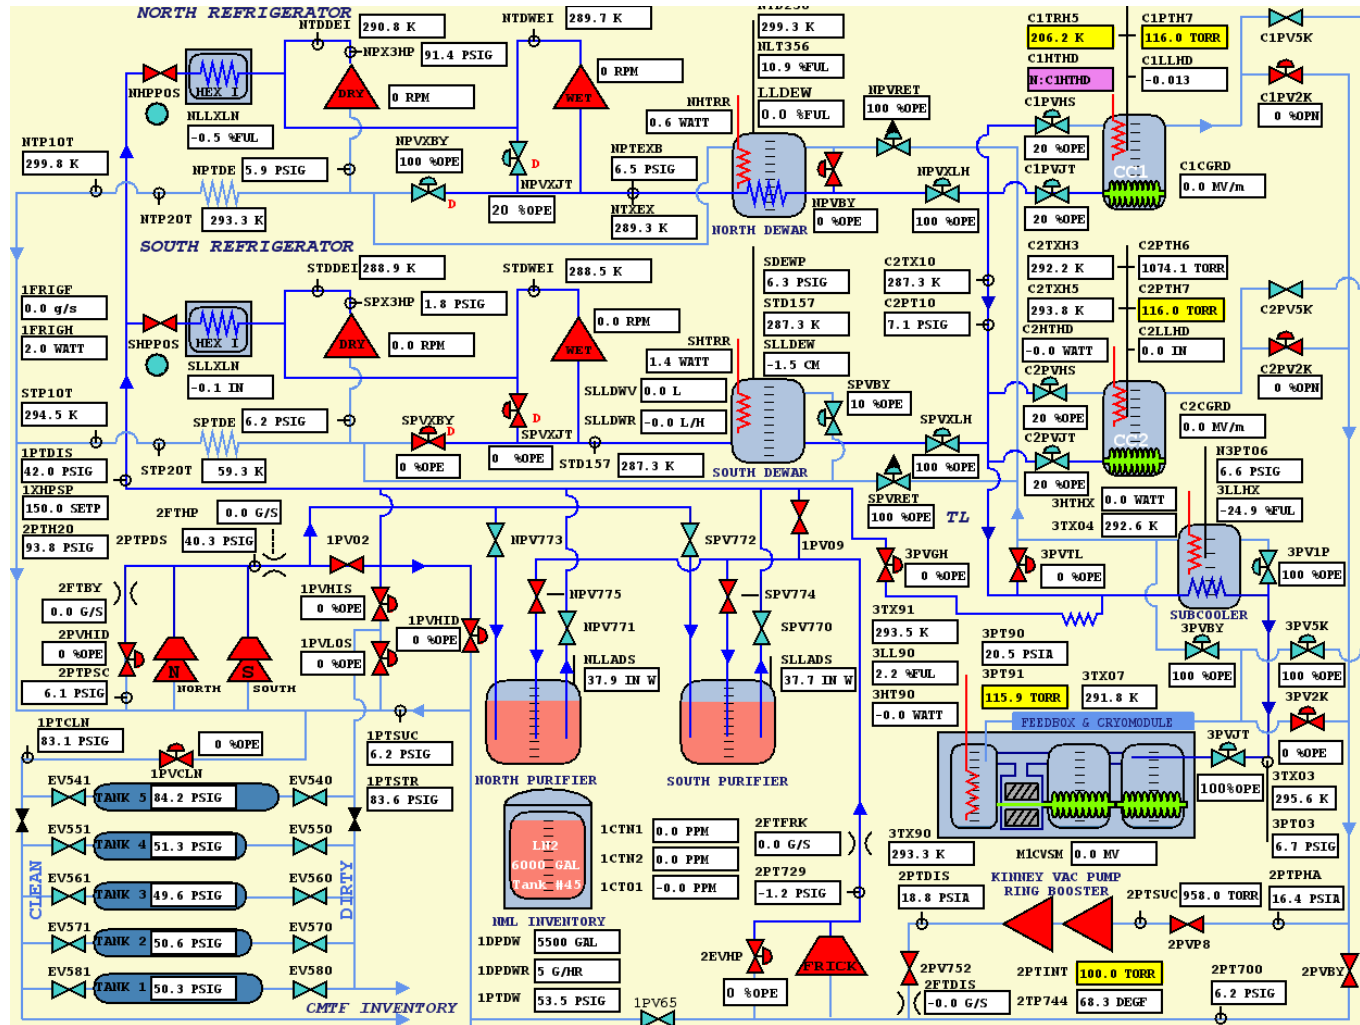 NORTH REFRIGERATOR
NTDDEI
290.8 K
NPX3HP
91.4 PSIG
NTDWEI
289.7 K
299.3 K
NLT356
10.9 %FUL
LLDEW
0.0 %FUL
C1TRH5
206.2 K
C1PTH7
116.0 TORR
C1HTHD
N:C1HTHD
C1LLHD
-0.013
C1PV5K
C1PV2K
0 %OPN
NHPPOS
HEX I
DRY
0 RPM
WET
0 RPM
NHTRR
0.6 WATT
NPVRET
100 %OPE
C1PVHS
20 %OPE
NLLXLN
-0.5 %FUL
NTP1OT
299.8 K
NPTDE
5.9 PSIG
NPVXBY
100 %OPE
D
D
NPTEXB
6.5 PSIG
NPVXLH
100 %OPE
C1PVJT
20 %OPE
CC1
C1CGRD
0.0 MV/m
NTP2OT
293.3 K
NPVXJT
20 %OPE
NTXEX
289.3 K
NORTH DEWAR
NPVBY
0 %OPE
SOUTH REFRIGERATOR
STDDEI
288.9 K
SPX3HP
1.8 PSIG
STDWEI
288.5 K
SDEWP
6.3 PSIG
STD157
287.3 K
SLLDEW
-1.5 CM
C2TX10
287.3 K
C2PT10
7.1 PSIG
C2TXH3
292.2 K
C2PTH6
1074.1 TORR
C2TXH5
293.8 K
C2PTH7
116.0 TORR
C2HTHD
-0.0 WATT
C2LLHD
0.0 IN
C2PV5K
C2PV2K
0 %OPN
1FRIGF
0.0 g/s
1FRIGH
2.0 WATT
SHPPOS
HEX I
DRY
0.0 RPM
WET
0.0 RPM
SHTRR
1.4 WATT
SLLXLN
-0.1 IN
SLLDWV
0.0 L
SLLDWR
-0.0 L/H
SPVBY
10 %OPE
C2PVHS
20 %OPE
STP1OT
294.5 K
SPTDE
6.2 PSIG
SPVXBY
0 %OPE
D
D
SPVXJT
0 %OPE
SPVXLH
100 %OPE
C2PVJT
20 %OPE
CC2
C2CGRD
0.0 MV/m
STP2OT
59.3 K
STD157
287.3 K
SOUTH DEWAR
SPVRET
100 %OPE
TL
1PTDIS
42.0 PSIG
1XHPSP
150.0 SETP
2PTH20
93.8 PSIG
2FTHP
0.0 G/S
2PTPDS
40.3 PSIG
1PV02
NPV773
SPV772
1PV09
3HTHX
0.0 WATT
3TX04
292.6 K
N3PT06
6.6 PSIG
3LLHX
-24.9 %FUL
3PVGH
0 %OPE
3PVTL
0 %OPE
3PV1P
100 %OPE
SUBCOOLER
2FTBY
0.0 G/S
2PVHID
0 %OPE
2PTPSC
6.1 PSIG
N
NORTH
S
SOUTH
1PVHIS
0 %OPE
1PVHID
0 %OPE
1PVLOS
0 %OPE
NPV775
NPV771
SPV774
SPV770
NLLADS
37.9 IN W
SLLADS
37.7 IN W
NORTH PURIFIER
SOUTH PURIFIER
3TX91
293.5 K
3LL90
2.2 %FUL
3HT90
-0.0 WATT
3PT90
20.5 PSIA
3PT91
115.9 TORR
3TX07
291.8 K
3PVBY
100 %OPE
3PV5K
100 %OPE
3PV2K
0 %OPE
FEEDBOX & CRYOMODULE
3PVJT
100%OPE
3TX03
295.6 K
3PT03
6.7 PSIG
3TX90
293.3 K
M1CVSM
0.0 MV
1PTCLN
83.1 PSIG
1PVCLN
0 %OPE
1PTSUC
6.2 PSIG
1PTSTR
83.6 PSIG
EV541
TANK 5
84.2 PSIG
EV540
EV551
TANK 4
51.3 PSIG
EV550
EV561
TANK 3
49.6 PSIG
EV560
EV571
TANK 2
50.6 PSIG
EV570
EV581
TANK 1
50.3 PSIG
EV580
CLEAN
DIRTY
CMTF INVENTORY
LN2
6000 GAL
Tank #45
NML INVENTORY
1DPDW
5500 GAL
1DPDWR
5 G/HR
1PTDW
53.5 PSIG
1CTN1
0.0 PPM
1CTN2
0.0 PPM
1CTO1
-0.0 PPM
2FTFRK
0.0 G/S
2PT729
-1.2 PSIG
2EVHP
0 %OPE
FRICK
1PV65
KINNEY VAC PUMP
RING BOOSTER
2PTDIS
18.8 PSIA
2PTSUC
958.0 TORR
2PTPHA
16.4 PSIA
2PVP8
2PV752
2FTDIS
-0.0 G/S
2PTINT
100.0 TORR
2TP744
68.3 DEGF
2PT700
6.2 PSIG
2PVBY